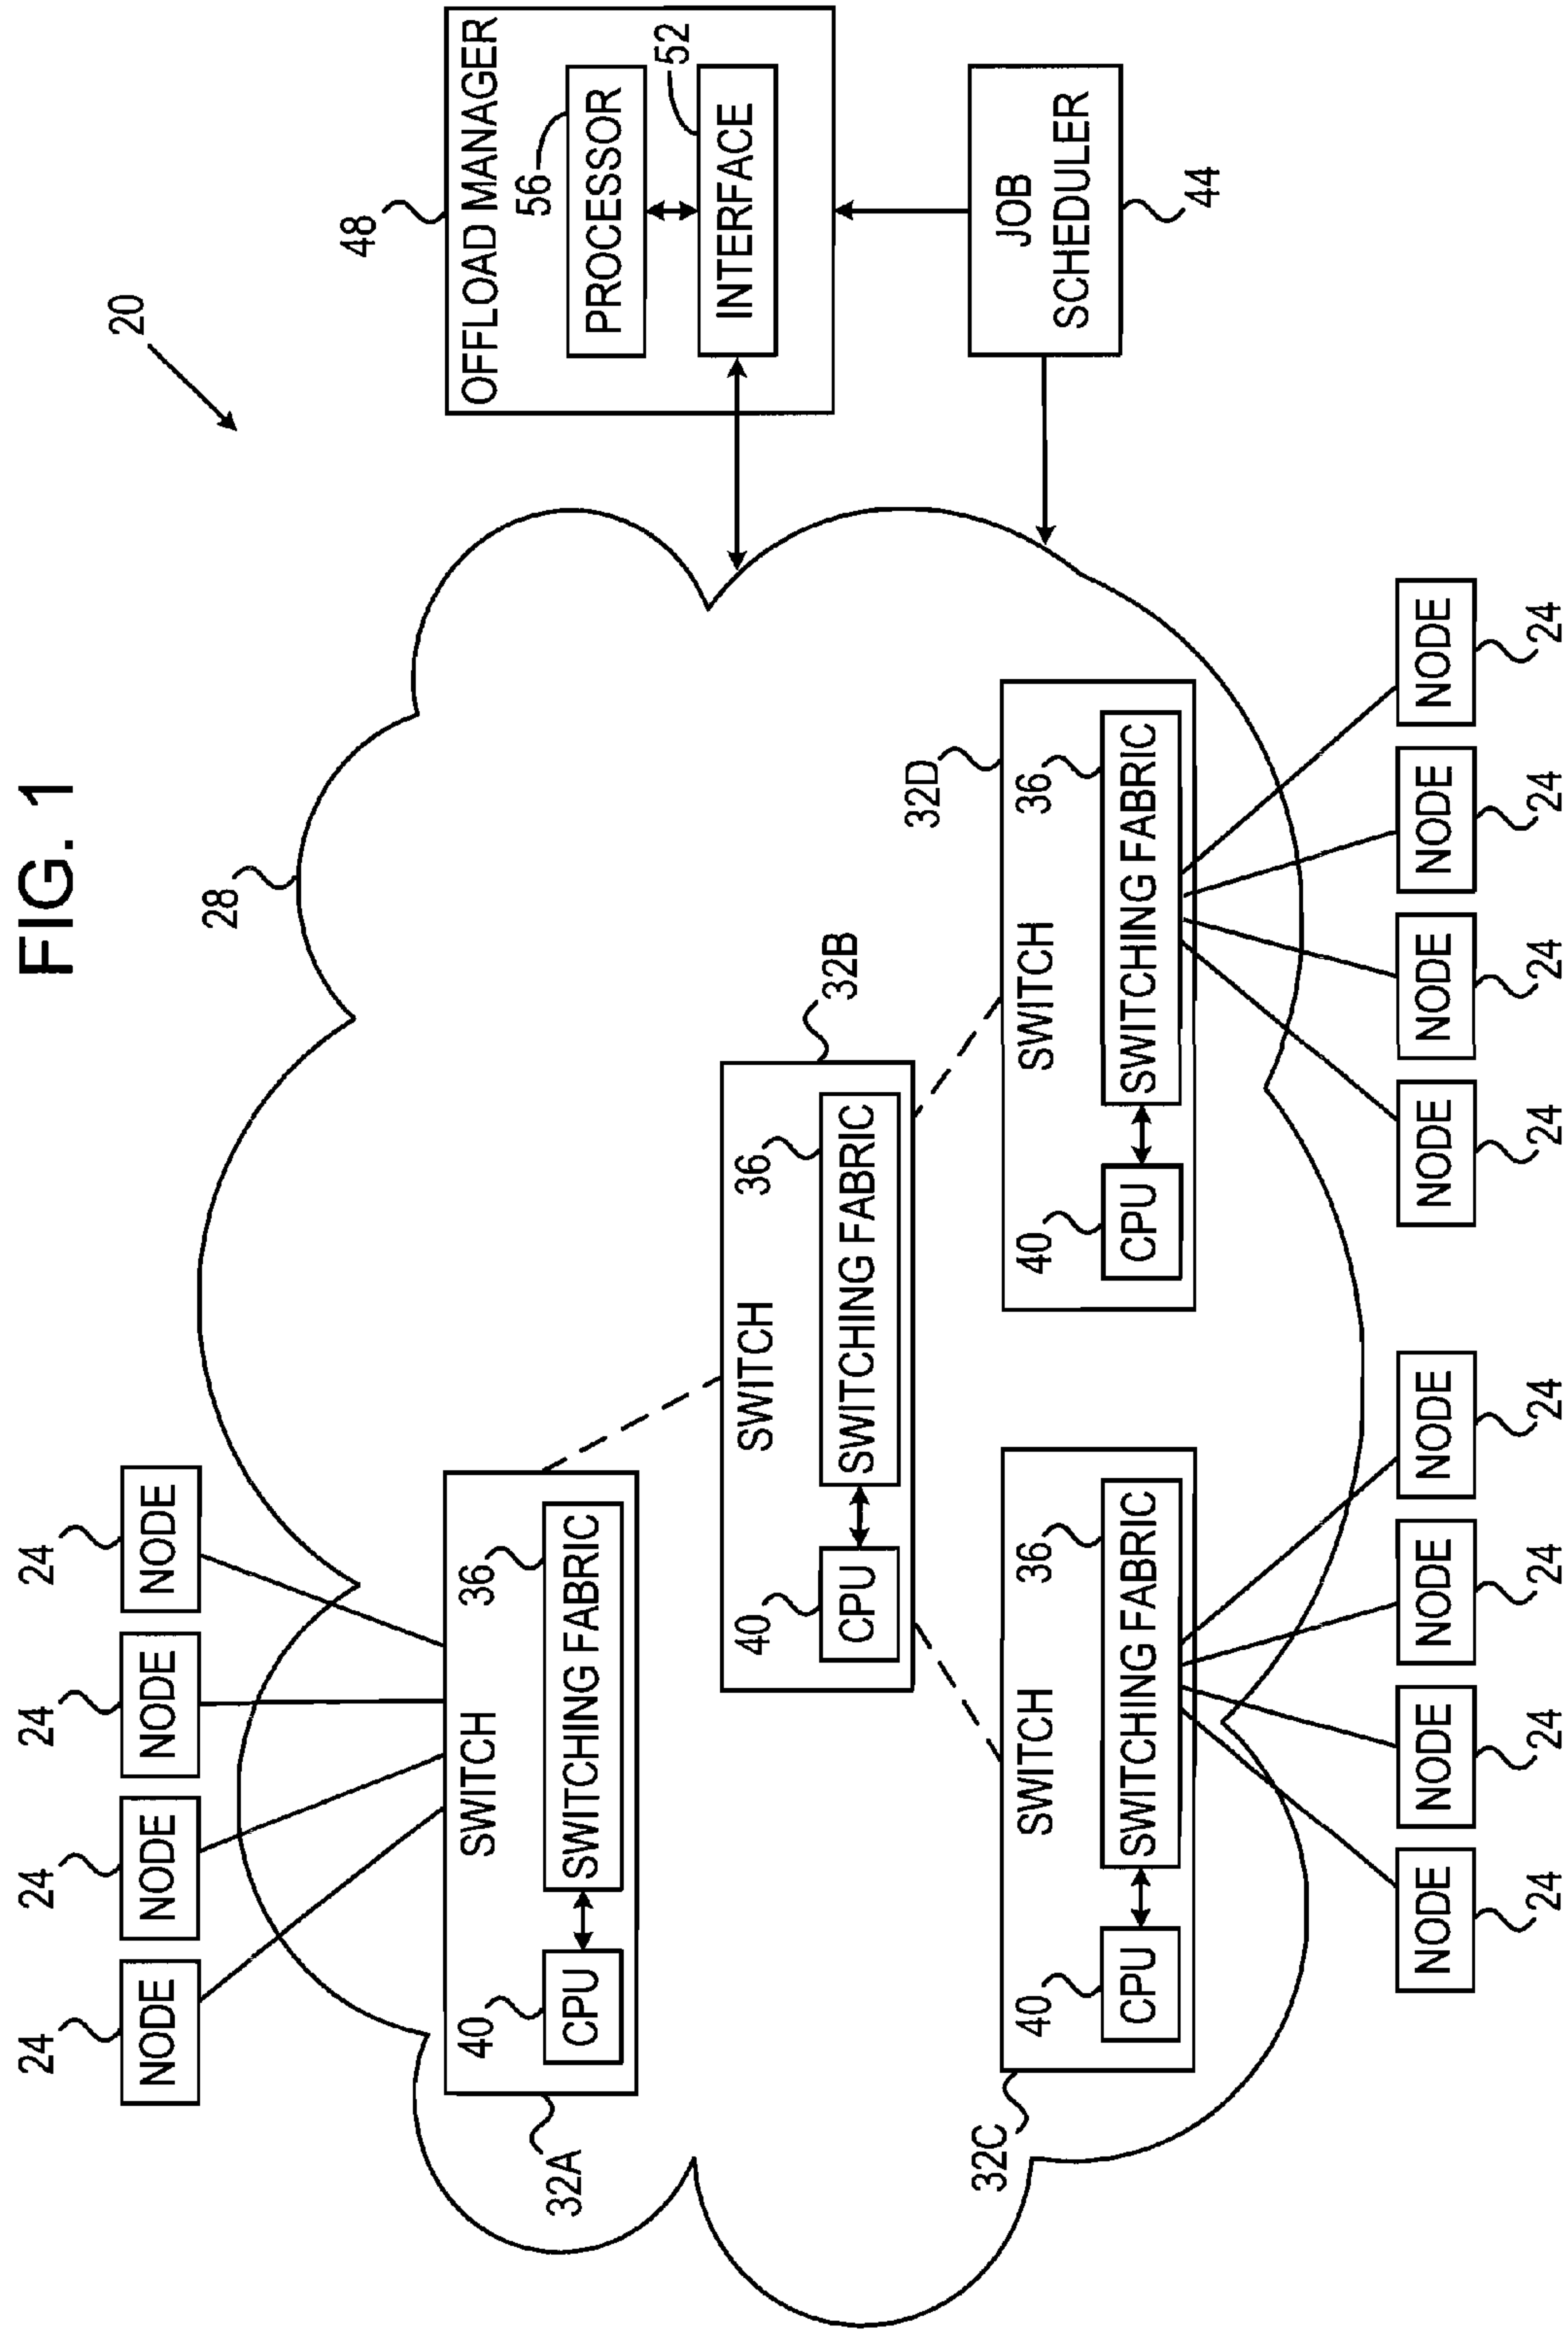 FIG. 1
20
28
24
24
24
24
NODE
NODE
NODE
NODE
32A
SWITCH
40
36
CPU
SWITCHING FABRIC
32B
SWITCH
40
36
CPU
SWITCHING FABRIC
32C
SWITCH
40
36
CPU
SWITCHING FABRIC
32D
SWITCH
40
36
CPU
SWITCHING FABRIC
NODE
NODE
NODE
NODE
24
24
24
24
NODE
NODE
NODE
NODE
24
24
24
24
48
OFFLOAD MANAGER
56
PROCESSOR
52
INTERFACE
JOB
SCHEDULER
44